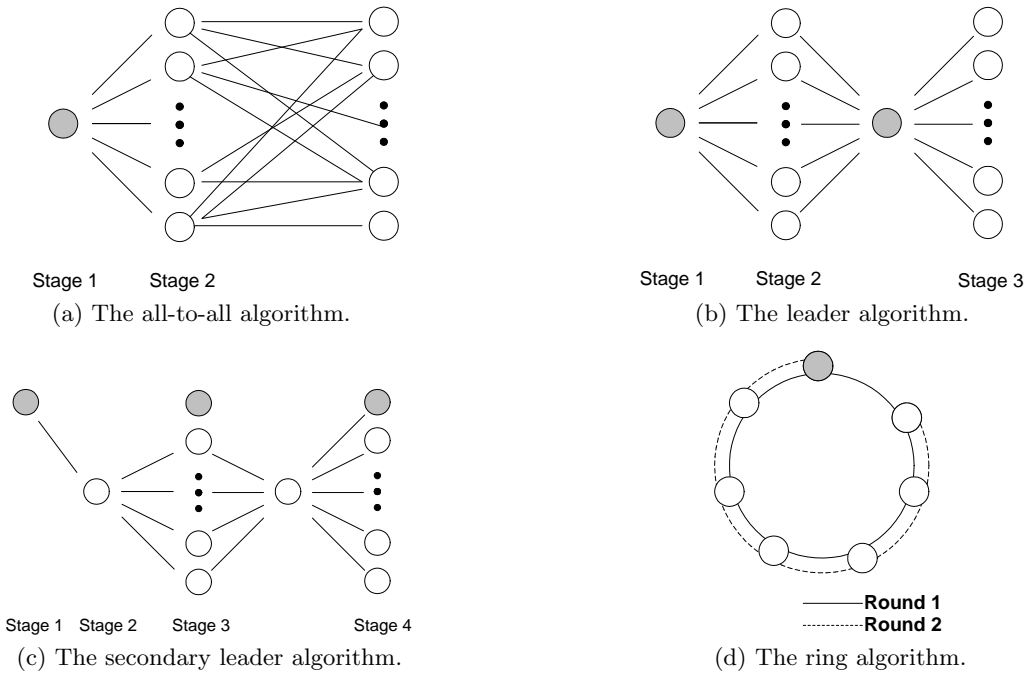 Stage 1 Stage 2
(a) The all-to-all algorithm.
Stage 1 Stage 2 Stage 3
(b) The leader algorithm.
Stage 1 Stage 2 Stage 3 Stage 4
(c) The secondary leader algorithm.
Round 1
Round 2
(d) The ring algorithm.